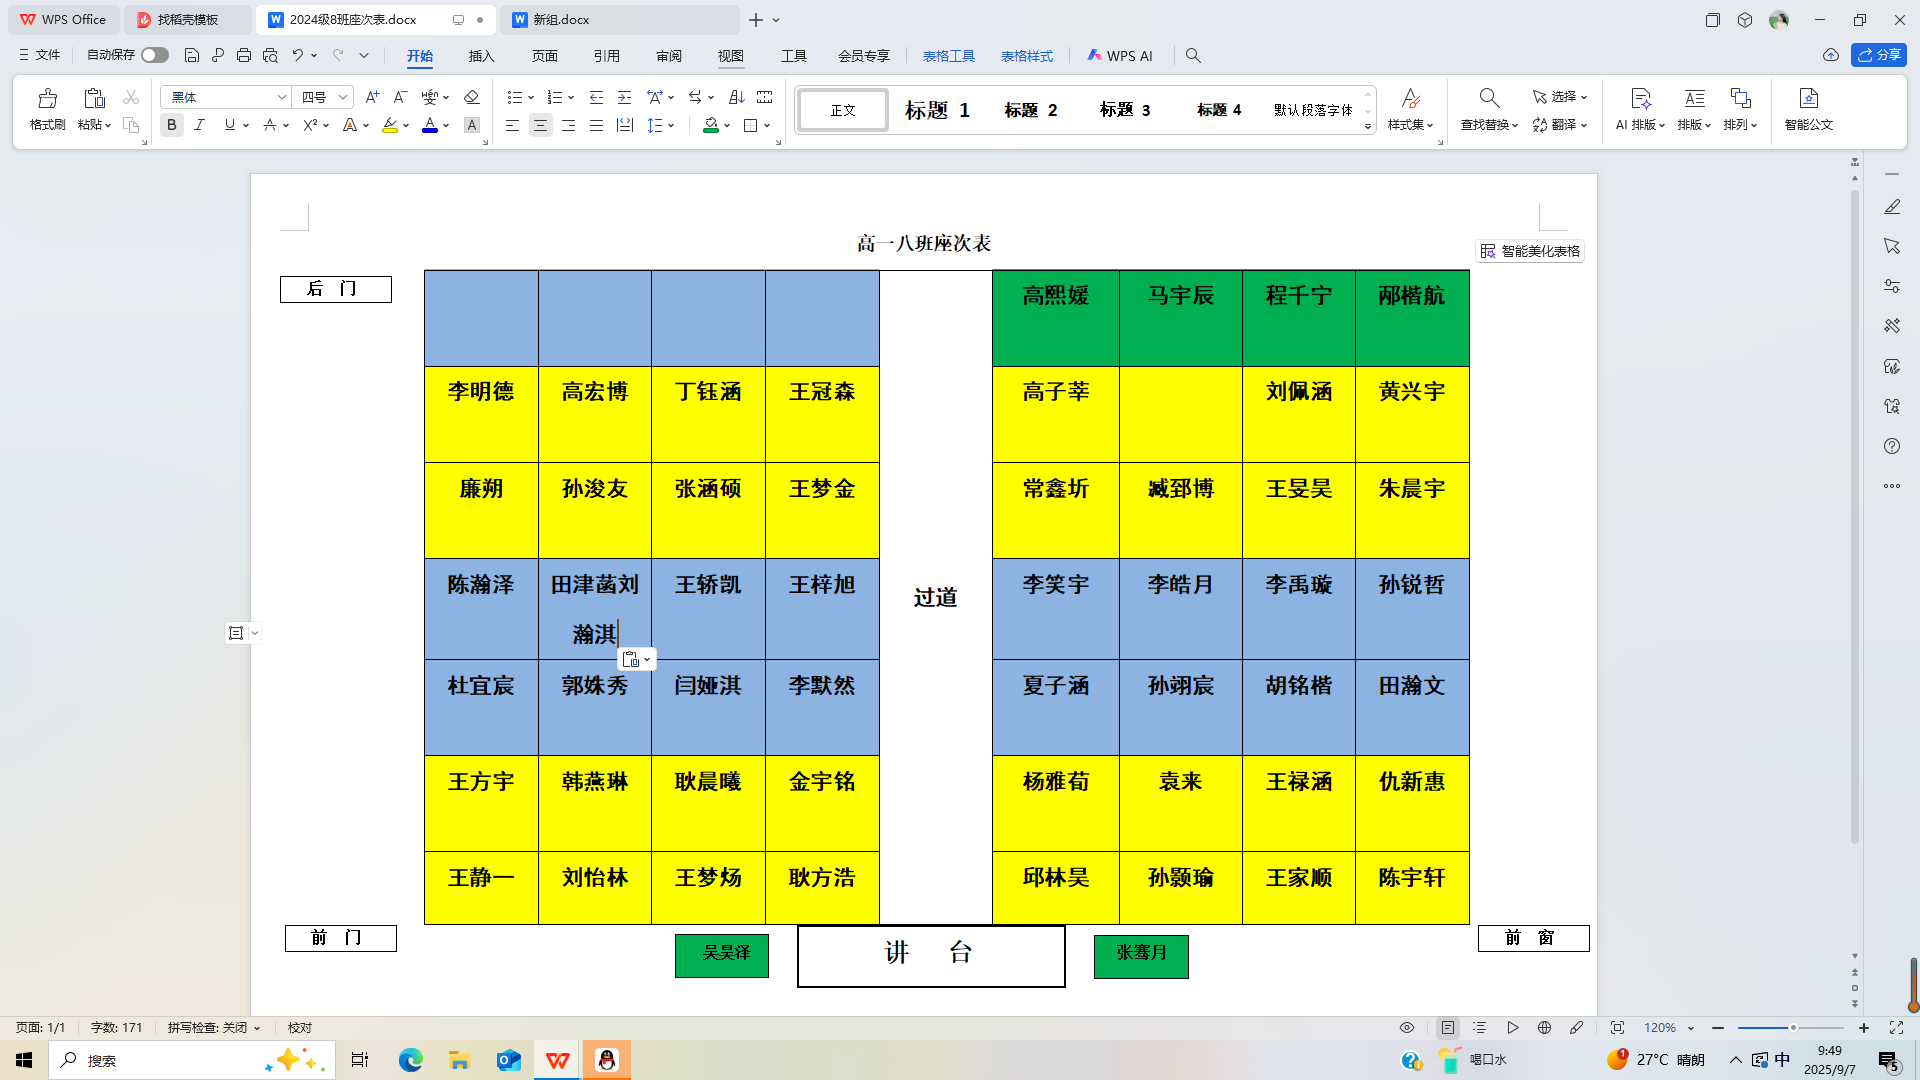 WPS Office
找稻壳模板
2024级8班座次表.docx
新组.docx
文件
自动保存
开始
插入
页面
引用
审阅
视图
工具
会员专享
表格工具
表格样式
WPS AI
分享
格式刷
粘贴
黑体
四号
正文
标题 1
标题 2
标题 3
标题 4
默认段落字体
样式集
查找替换
选择
翻译
AI 排版
排版
排列
智能公文
高一八班座次表
智能美化表格
后 门
高熙媛 马宇辰 程千宁 邴楷航
李明德 高宏博 丁钰涵 王冠森 高子莘 刘佩涵 黄兴宇
廉朔 孙浚友 张涵硕 王梦金 常鑫圻 臧郅博 王旻昊 朱晨宇
陈瀚泽 田津菡刘 王轿凯 王梓旭 过道 李笑宇 李皓月 李禹璇 孙锐哲
瀚淇
杜宜宸 郭姝秀 闫娅淇 李默然 夏子涵 孙翊宸 胡铭楷 田瀚文
王方宇 韩燕琳 耿晨曦 金宇铭 杨雅荀 袁来 王禄涵 仇新惠
王静一 刘怡林 王梦炀 耿方浩 邱林昊 孙颢瑜 王家顺 陈宇轩
前 门
吴昊泽
讲 台
张骞月
前 窗
页面: 1/1
字数: 171
拼写检查: 关闭
校对
120%
搜索
喝口水
1
27°C 晴朗
中
9:49
2025/9/7
5